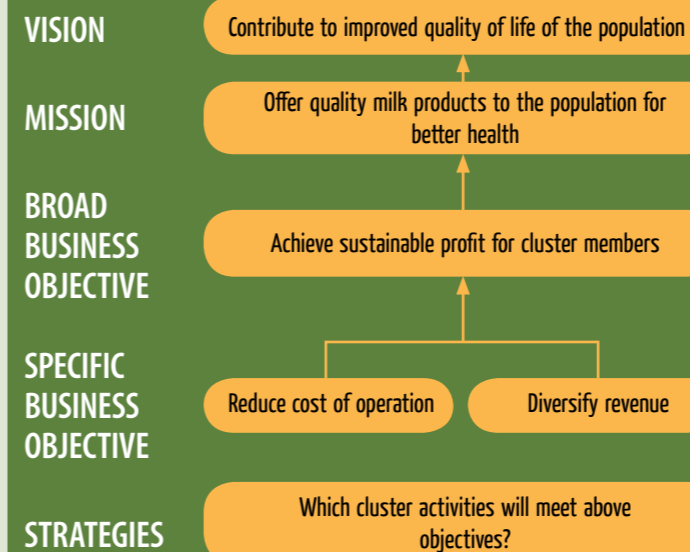 VISION
Contribute to improved quality of life of the population
MISSION
Offer quality milk products to the population for
better health
BROAD
BUSINESS
OBJECTIVE
Achieve sustainable profit for cluster members
SPECIFIC
BUSINESS
OBJECTIVE
Reduce cost of operation
Diversify revenue
STRATEGIES
Which cluster activities will meet above
objectives?